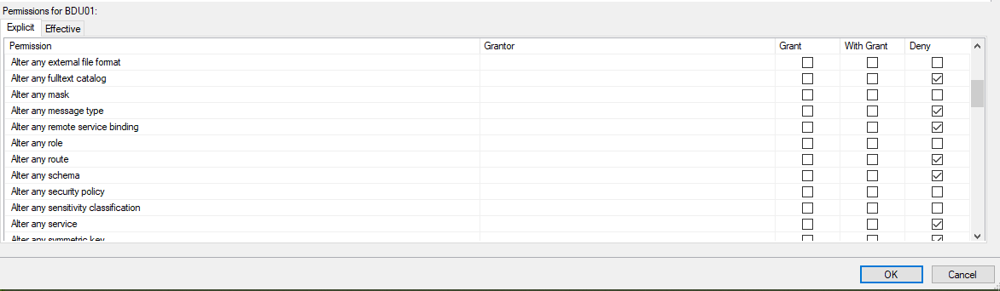 Permissions for BDU01:
Explicit Effective
Permission Grantor Grant With Grant Deny
Alter any external file format
Alter any fulltext catalog
Alter any mask
Alter any message type
Alter any remote service binding
Alter any role
Alter any route
Alter any schema
Alter any security policy
Alter any sensitivity classification
Alter any service
Alter any symmetric key
OK Cancel